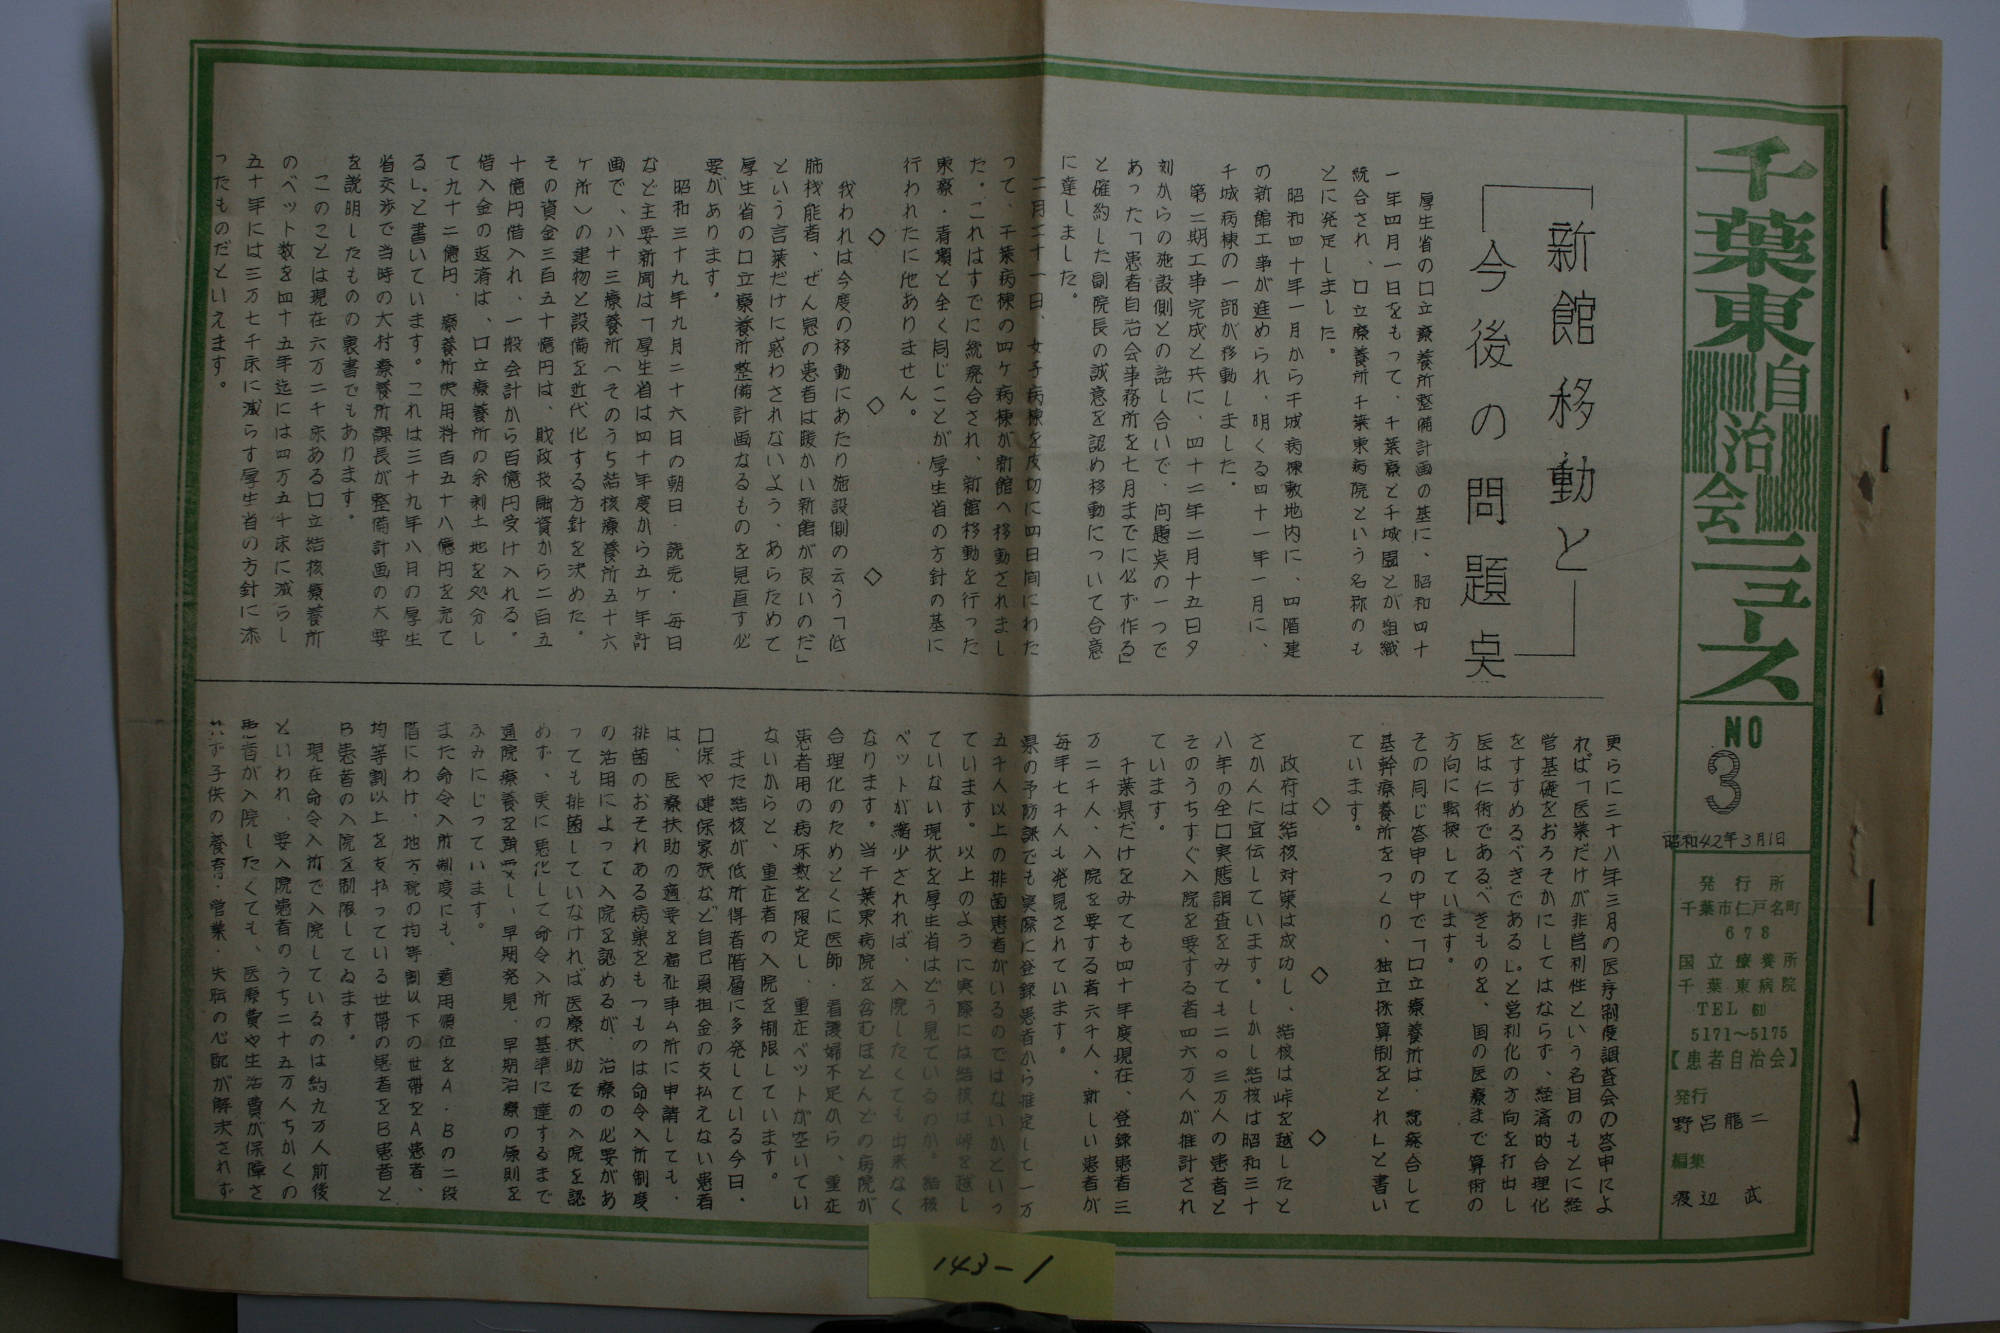 千葉東自治会ニュース
NO 3
昭和42年3月1日
発行所
千葉市仁戸名町
678
国立療養所
千葉東病院
TEL
5171〜5175
【患者自治会】
発行
野呂龍二
編集
渡辺 武
「新館移動と」
「今後の問題点
厚生省の口立療養所整備計画の基に、昭和四十
一年四月一日をもって、千葉療と千城園とが組織
統合され、口立療養所千葉東病院という名称のも
とに発足しました。
昭和四十年一月から千城病棟敷地内に、四階建
の新館工事が進められ、明くる四十一年一月に、
千城病棟の一部が移動しました。
第二期工事完成と共に、四十二年二月十五日夕
刻からの施設側との話し合いで、問題点の一つで
あった「患者自治会事務所を七月までに必ず作る」
と確約した副院長の誠意を認め移動について合意
に達しました。
二月二十一日、女子病棟を皮切に四日間にわた
って、千葉病棟の四ヶ病棟が新館へ移動されまし
た。これはすでに統廃合され、新館移動を行った
東療・清瀬と全く同じことが厚生省の方針の基に
行われたに他ありません。
◇ ◇ ◇
我われは今度の移動にあたり施設側の云う「低
肺機能者、ぜん息の患者は暖かい新館が良いのだ」
という言葉だけに惑わされないよう、あらためて
厚生省の口立療養所整備計画なるものを見直す必
要があります。
昭和三十九年九月二十六日の朝日・読売・毎日
など主要新聞は「厚生省は四十年度から五ヶ年計
画で、八十三療養所（そのうち結核療養所五十六
ヶ所）の建物と設備を近代化する方針を決めた。
その資金三百五十億円は、財政投融資から二百五
十億円借入れ、一般会計から百億円受け入れる。
借入金の返済は、口立療養所の余剰土地を処分し
て九十二億円、療養所使用料百五十八億円を充て
る」と書いています。これは三十九年八月の厚生
省交渉で当時の大村療養所課長が整備計画の大要
を説明したものの裏書でもあります。
このことは現在六万二千床ある口立結核療養所
のベット数を四十五年迄には四万五千床に減らし
五十年には三万七千床に減らす厚生省の方針に添
ったものだといえます。
更らに三十八年三月の医療制度調査会の答申によ
れば「医業だけが非営利性という名目のもとに経
営基礎をおろそかにしてはならず、経済的合理化
をすすめるべきである」と営利化の方向を打出し
医は仁術であるべきものを、国の医療まで算術の
方向に転換しています。
その同じ答申の中で「口立療養所は、統廃合して
基幹療養所をつくり、独立採算制をとれ」と書い
ています。
◇ ◇ ◇
政府は結核対策は成功し、結核は峠を越したと
さかんに宣伝しています。しかし結核は昭和三十
八年の全口実態調査をみても二〇三万人の患者と
そのうちすぐ入院を要する者四六万人が推計され
ています。
千葉県だけをみても四十年度現在、登録患者三
万二千人、入院を要する者六千人、新しい患者が
毎年七千人も発見されています。
県の予防課でも実際に登録患者から推定して一万
五千人以上の排菌患者がいるのではないかといっ
ています。以上のように実際には結核は峠を越し
ていない現状を厚生省はどう見ているのか。結核
ベットが縮少されれば、入院したくても出来なく
なります。当千葉東病院を含むほとんどの病院が
合理化のためとくに医師・看護婦不足から、重症
患者用の病床数を限定し、重症ベットが空いてい
ないからと、重症者の入院を制限しています。
また結核が低所得者階層に多発している今日、
口保や健保家族など自己負担金の支払えない患者
は、医療扶助の適要を福祉事ム所に申請しても、
排菌のおそれある病巣をもつものは命令入所制度
の活用によって入院を認めるが、治療の必要があ
っても排菌していなければ医療扶助での入院を認
めず、更に悪化して命令入所の基準に達するまで
通院療養を強要し、早期発見、早期治療の原則を
ふみにじっています。
また命令入所制度にも、適用順位をA・Bの二段
階にわけ、地方税の均等割以下の世帯をA患者、
均等割以上を支払っている世帯の患者をB患者と
B患者の入院を制限してゐます。
現在命令入所で入院しているのは約九万人前後
といわれ、要入院患者のうち二十五万人ちかくの
患者が入院したくても、医療費や生活費が保障さ
れず子供の養育・営業・失転の心配が解決されず
143-1